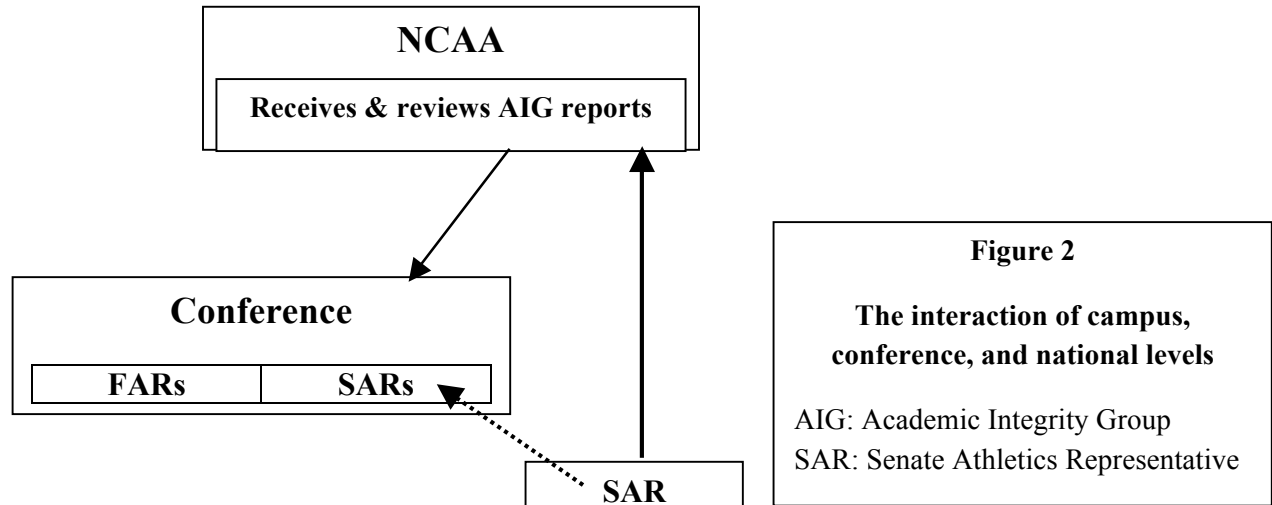 NCAA
Receives & reviews AIG reports
Conference
FARs SARs
SAR
Figure 2
The interaction of campus,
conference, and national levels
AIG: Academic Integrity Group
SAR: Senate Athletics Representative